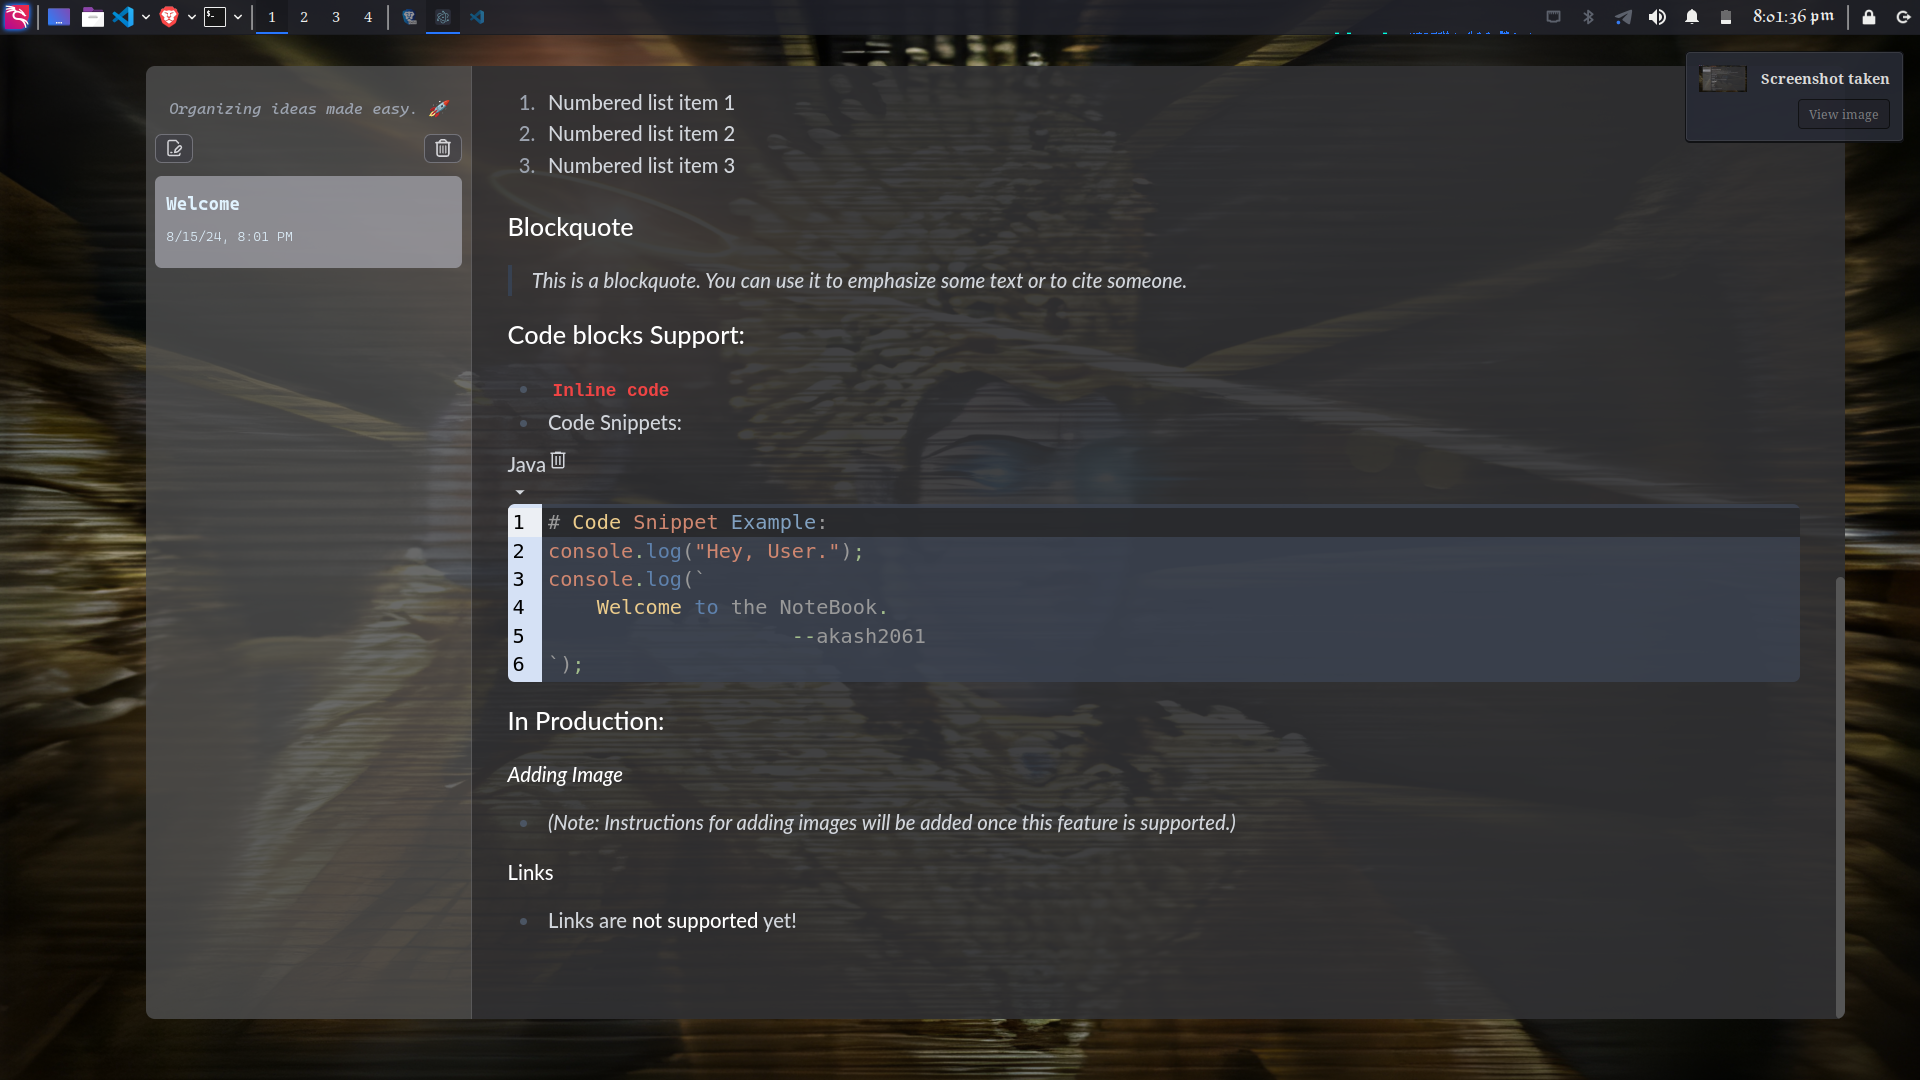 1 2 3 4
8:01:36 pm
Screenshot taken
View image
Organizing ideas made easy. 🚀
Welcome
8/15/24, 8:01 PM
1. Numbered list item 1
2. Numbered list item 2
3. Numbered list item 3
Blockquote
This is a blockquote. You can use it to emphasize some text or to cite someone.
Code blocks Support:
• Inline code
• Code Snippets:
Java
1 # Code Snippet Example:
2 console.log("Hey, User.");
3 console.log(`
4     Welcome to the NoteBook.
5                     --akash2061
6 `);
In Production:
Adding Image
• (Note: Instructions for adding images will be added once this feature is supported.)
Links
• Links are not supported yet!